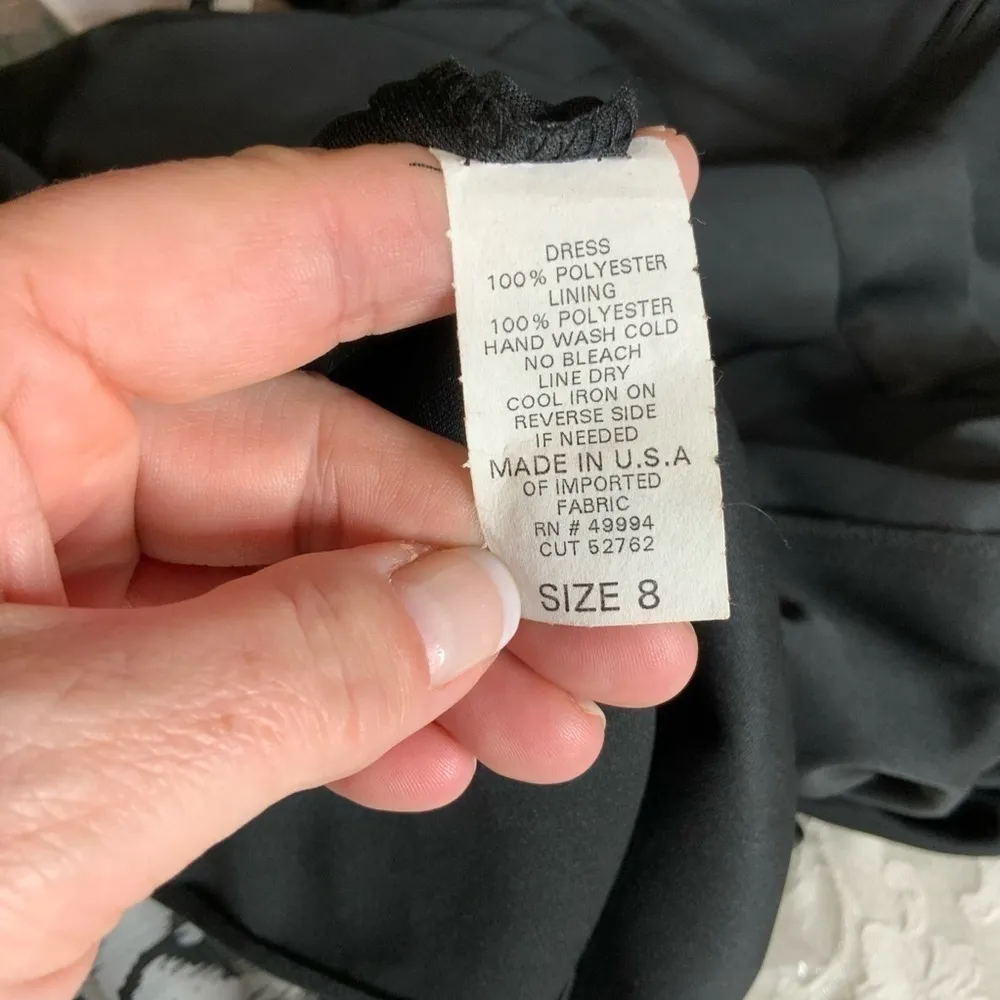 DRESS
100% POLYESTER
LINING
100% POLYESTER
HAND WASH COLD
NO BLEACH
LINE DRY
COOL IRON ON
REVERSE SIDE
IF NEEDED
MADE IN U.S.A
OF IMPORTED
FABRIC
RN # 49994
CUT 52762
SIZE 8